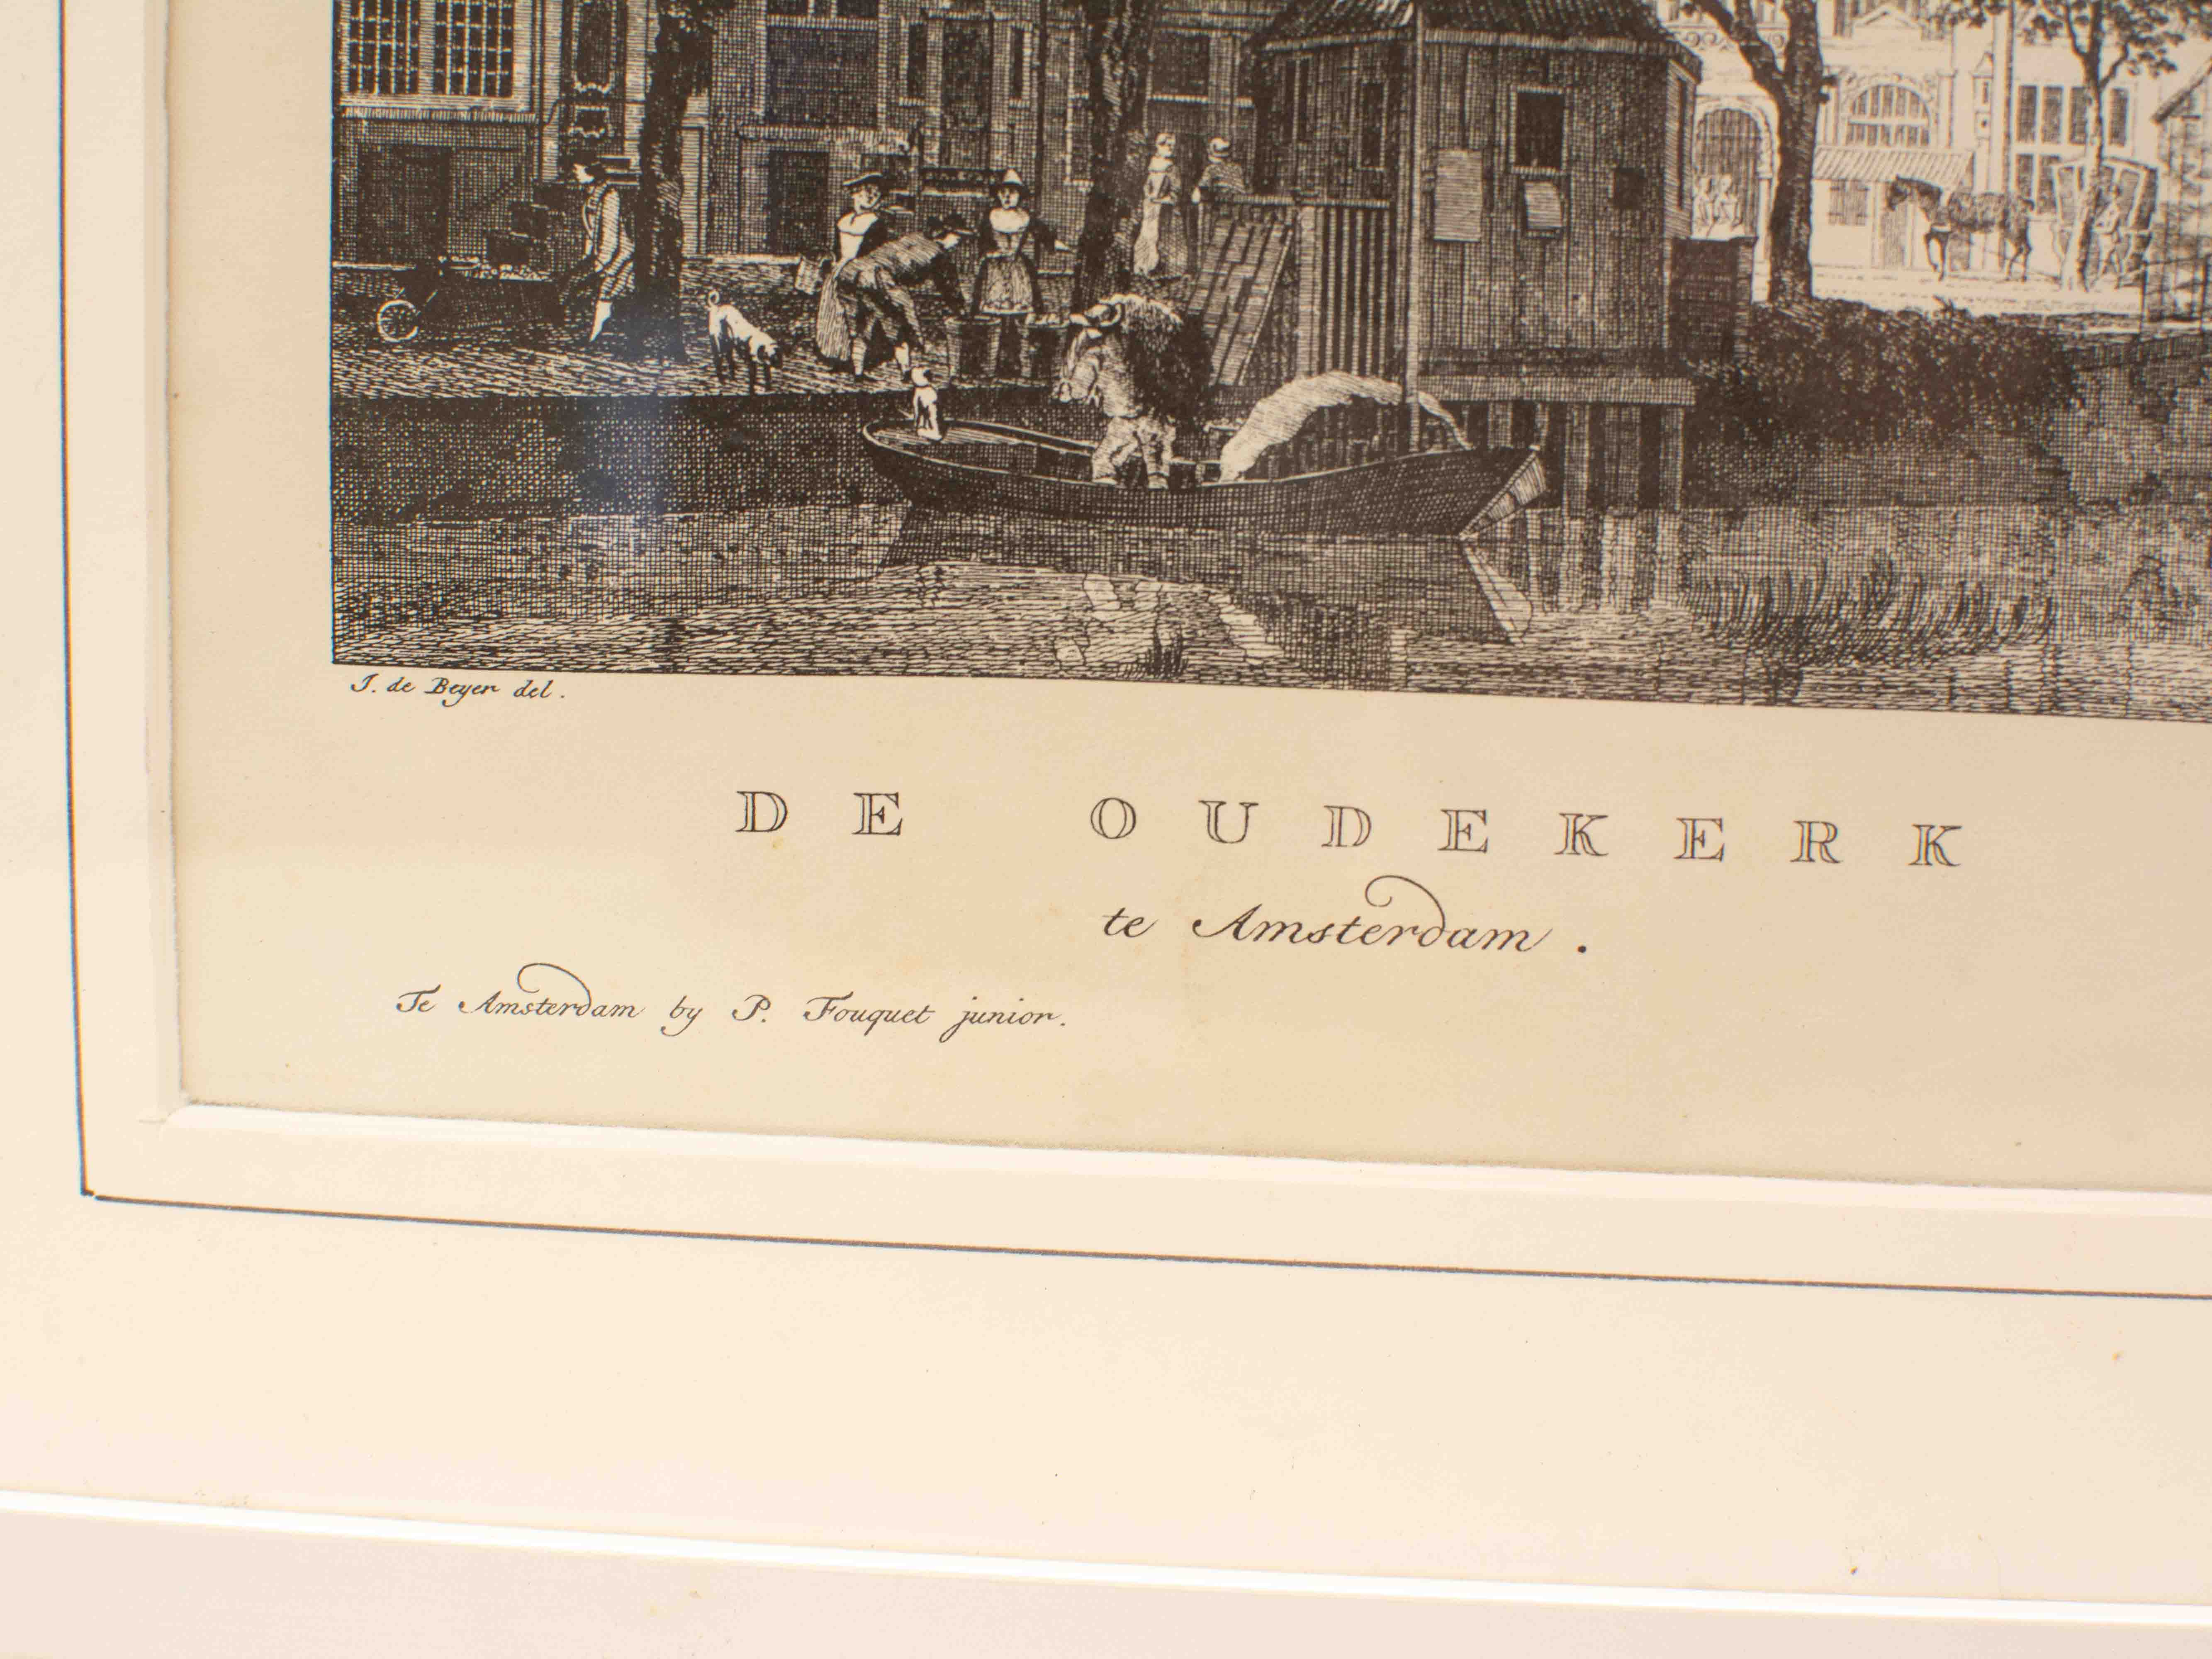 J. de Beyer del.
DE OUDEKERK
te Amsterdam.
Te Amsterdam by P. Fouquet junior.